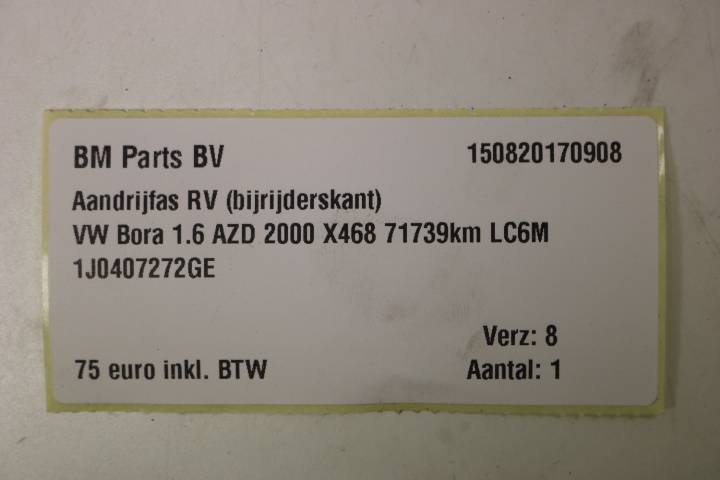 BM Parts BV 150820170908
Aandrijfas RV (bijrijderskant)
VW Bora 1.6 AZD 2000 X468 71739km LC6M
1J0407272GE
Verz: 8
75 euro inkl. BTW Aantal: 1